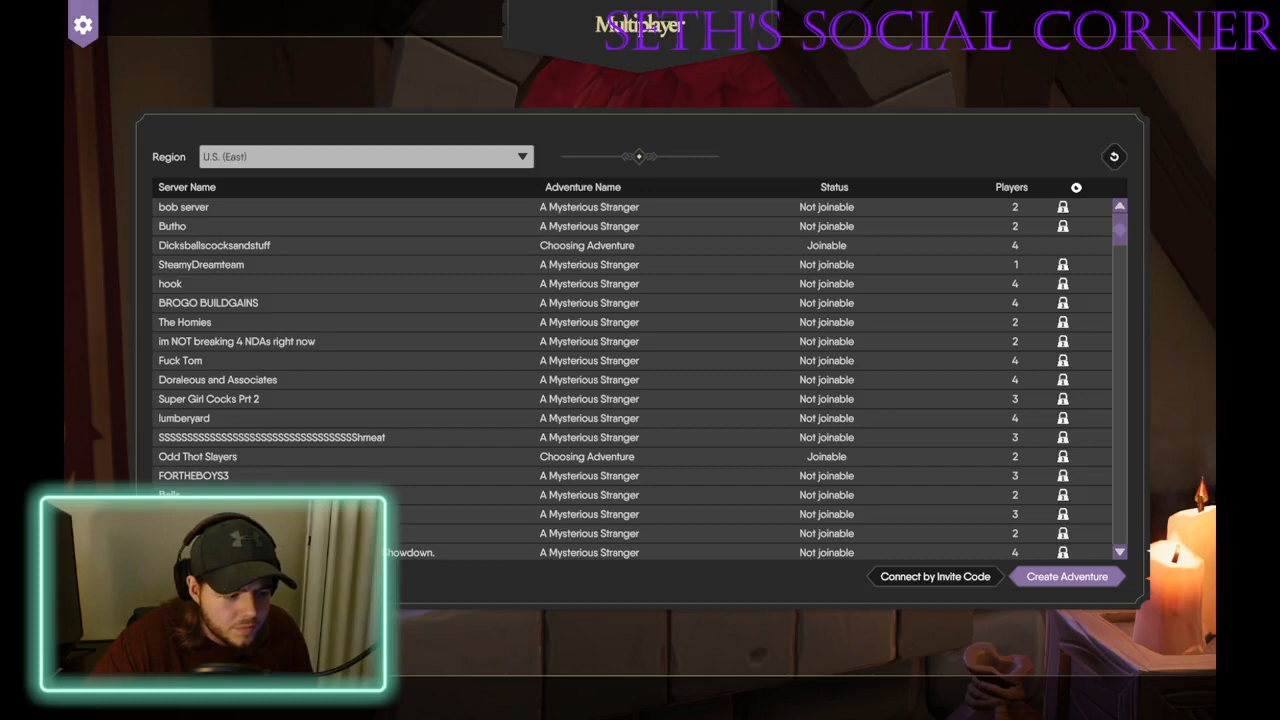 Multiplayer
SETH'S SOCIAL CORNER
Region U.S. (East)
Server Name Adventure Name Status Players
bob server A Mysterious Stranger Not joinable 2
Butho A Mysterious Stranger Not joinable 2
Dicksballscocksandstuff Choosing Adventure Joinable 4
SteamyDreamteam A Mysterious Stranger Not joinable 1
hook A Mysterious Stranger Not joinable 4
BROGO BUILDGAINS A Mysterious Stranger Not joinable 4
The Homies A Mysterious Stranger Not joinable 2
im NOT breaking 4 NDAs right now A Mysterious Stranger Not joinable 2
Fuck Tom A Mysterious Stranger Not joinable 4
Doraleous and Associates A Mysterious Stranger Not joinable 4
Super Girl Cocks Prt 2 A Mysterious Stranger Not joinable 3
lumberyard A Mysterious Stranger Not joinable 4
SSSSSSSSSSSSSSSSSSSSSSSSSSSSSSSSSSShmeat A Mysterious Stranger Not joinable 3
Odd Thot Slayers Choosing Adventure Joinable 2
FORTHEBOYS3 A Mysterious Stranger Not joinable 3
A Mysterious Stranger Not joinable 2
A Mysterious Stranger Not joinable 3
A Mysterious Stranger Not joinable 2
Showdown. A Mysterious Stranger Not joinable 4
Connect by Invite Code Create Adventure